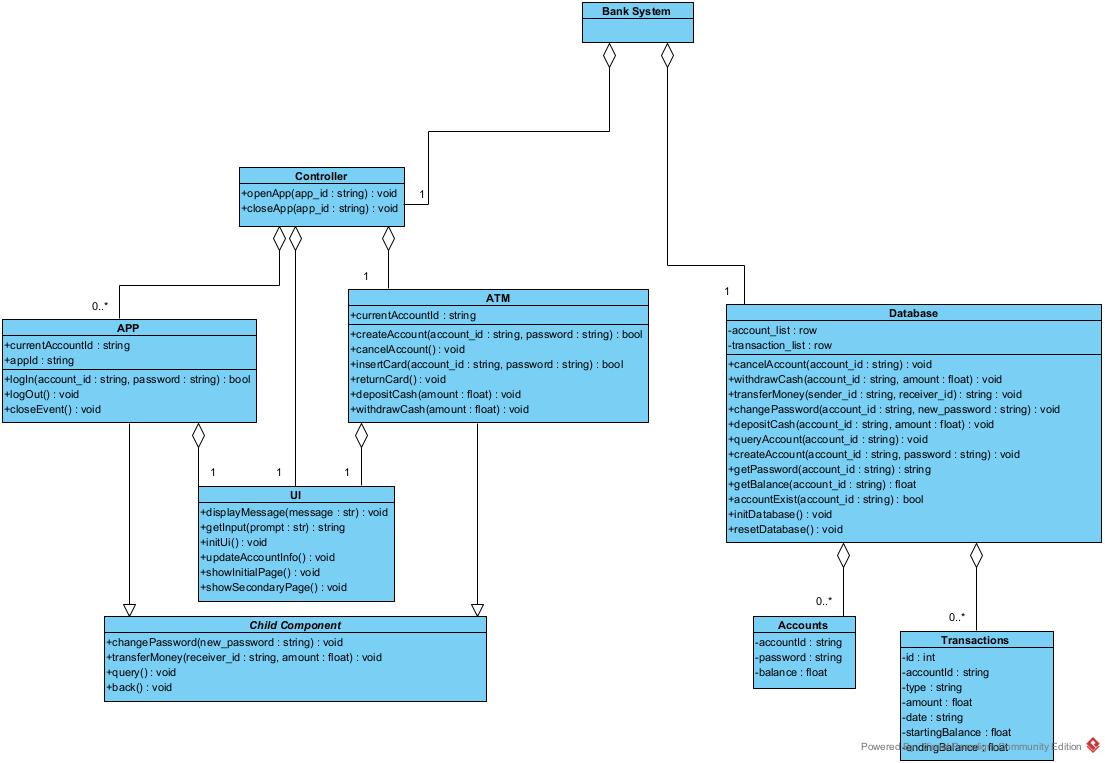 Bank System
Controller
+openApp(app_id : string) : void
+closeApp(app_id : string) : void
1
0..*
1
1
APP
+currentAccountId : string
+appId : string
+logIn(account_id : string, password : string) : bool
+logOut() : void
+closeEvent() : void
ATM
+currentAccountId : string
+createAccount(account_id : string, password : string) : bool
+cancelAccount() : void
+insertCard(account_id : string, password : string) : bool
+returnCard() : void
+depositCash(amount : float) : void
+withdrawCash(amount : float) : void
Database
-account_list : row
-transaction_list : row
+cancelAccount(account_id : string) : void
+withdrawCash(account_id : string, amount : float) : void
+transferMoney(sender_id : string, receiver_id) : string : void
+changePassword(account_id : string, new_password : string) : void
+depositCash(account_id : string, amount : float) : void
+queryAccount(account_id : string) : void
+createAccount(account_id : string, password : string) : void
+getPassword(account_id : string) : string
+getBalance(account_id : string) : float
+accountExist(account_id : string) : bool
+initDatabase() : void
+resetDatabase() : void
1
1
1
UI
+displayMessage(message : str) : void
+getInput(prompt : str) : string
+initUi() : void
+updateAccountInfo() : void
+showInitialPage() : void
+showSecondaryPage() : void
Child Component
+changePassword(new_password : string) : void
+transferMoney(receiver_id : string, amount : float) : void
+query() : void
+back() : void
0..*
0..*
Accounts
-accountId : string
-password : string
-balance : float
Transactions
-id : int
-accountId : string
-type : string
-amount : float
-date : string
-startingBalance : float
-endingBalance : float
Powered Community Edition